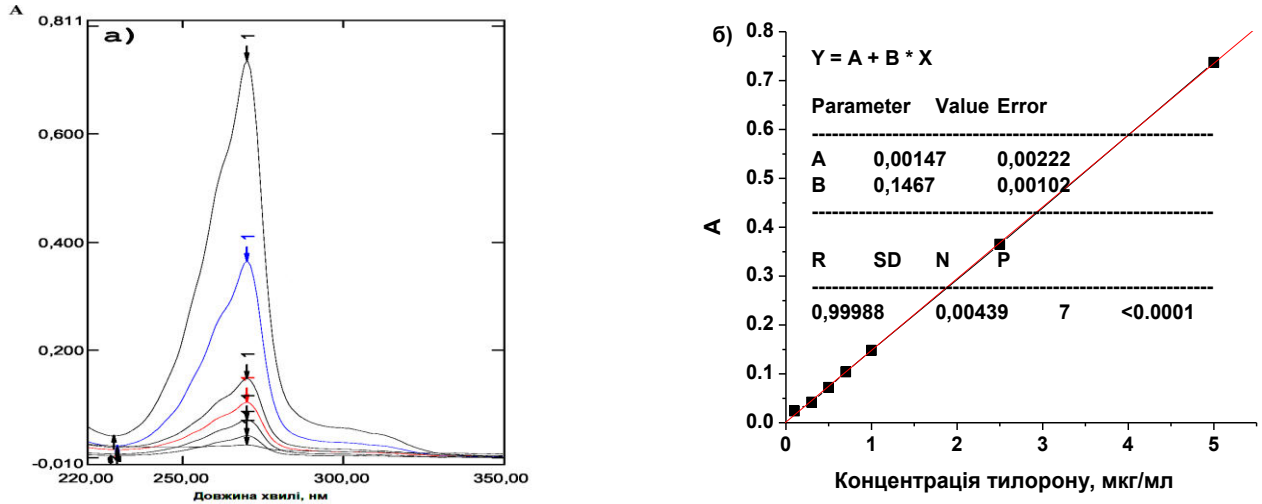 A
0,811
а)
0,600
0,400
0,200
-0,010
220,00 250,00 300,00 350,00
Довжина хвилі, нм
б)
Y = A + B * X
Parameter Value Error
A 0,00147 0,00222
B 0,1467 0,00102
R SD N P
0,99988 0,00439 7 <0.0001
0.8
0.7
0.6
0.5
0.4
0.3
0.2
0.1
0.0
A
0 1 2 3 4 5
Концентрація тилорону, мкг/мл